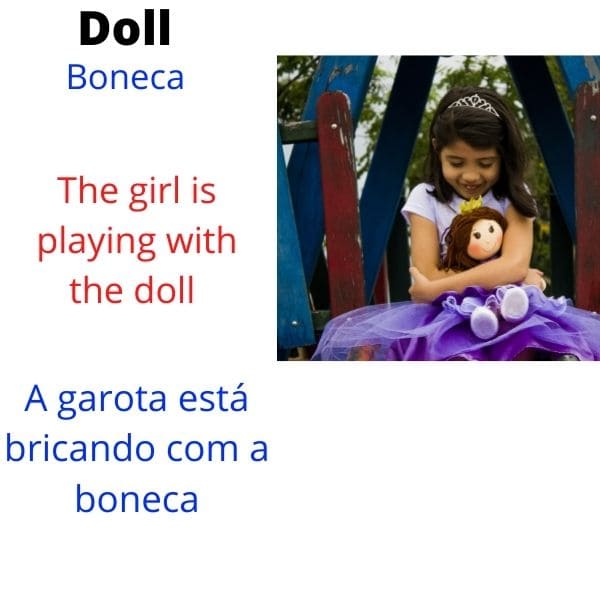 Doll
Boneca
The girl is
playing with
the doll
A garota está
bricando com a
boneca